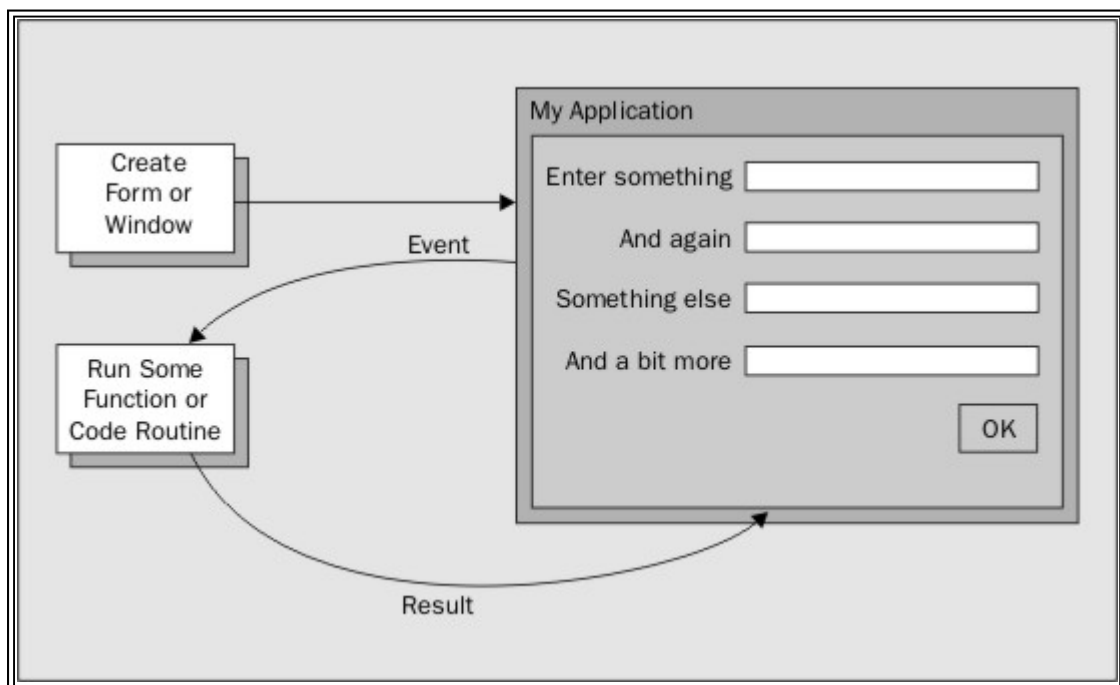 Create
Form or
Window
Event
Run Some
Function or
Code Routine
Result
My Application
Enter something
And again
Something else
And a bit more
OK